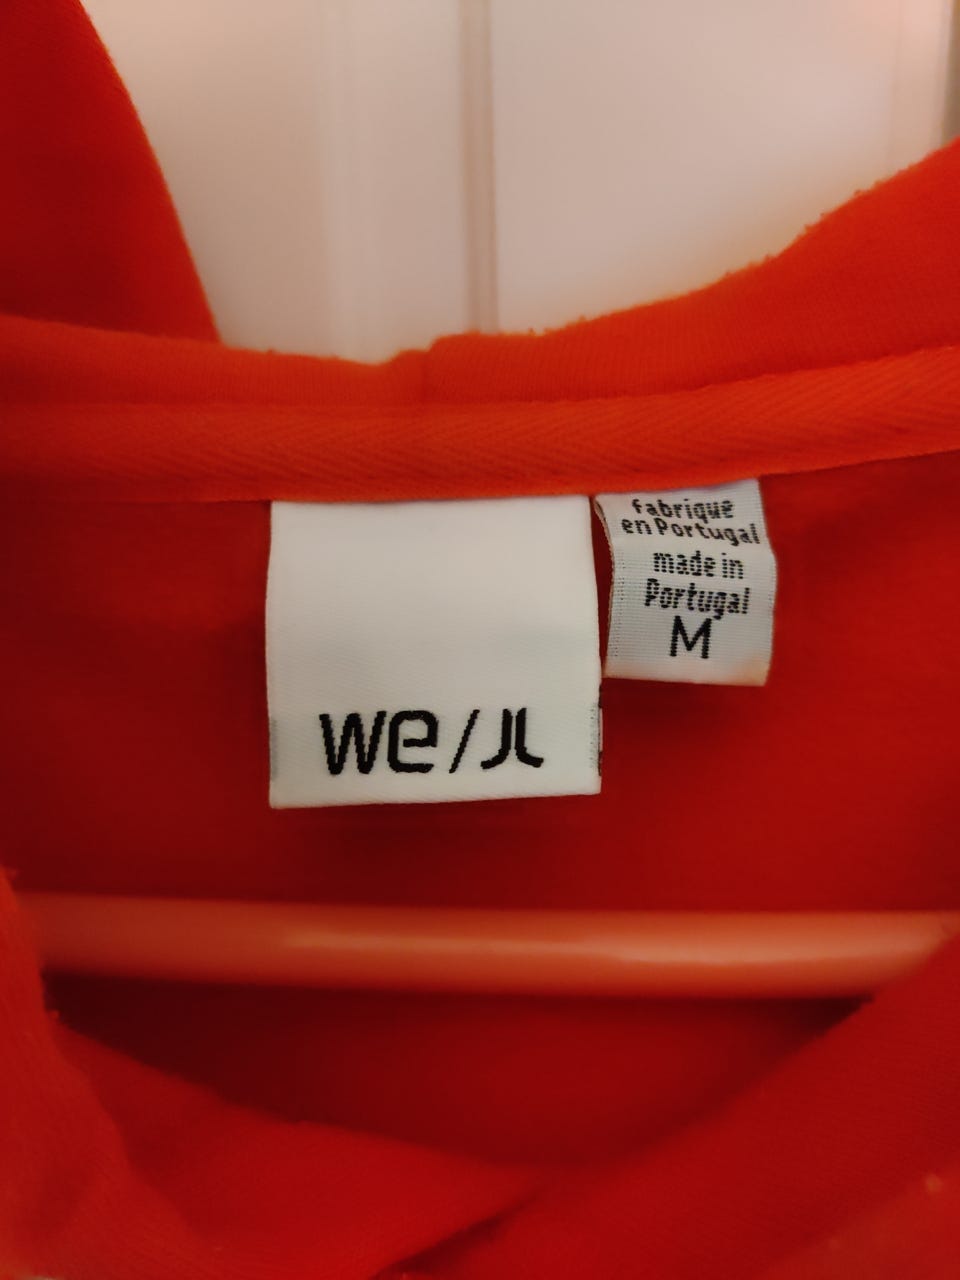 we/JL
fabrique
en Portugal
made in
Portugal
M